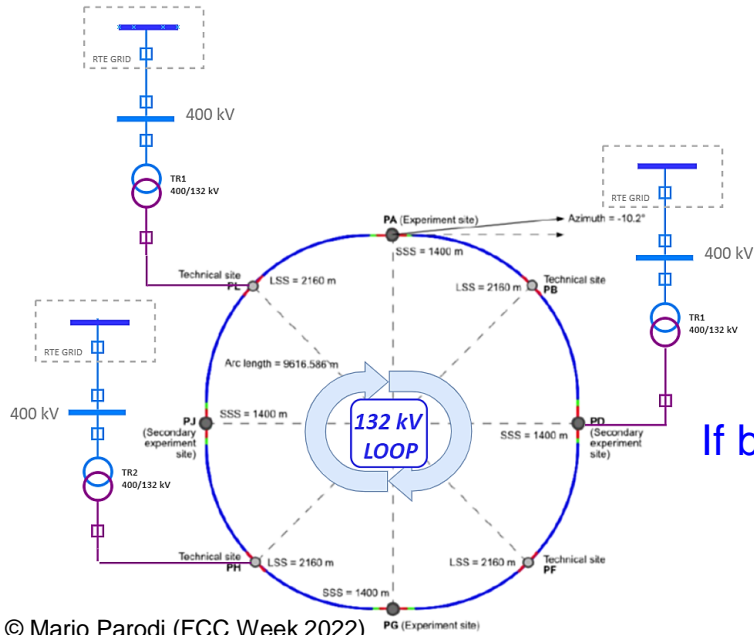 RTE GRID
400 kV
TR1
400/132 kV
RTE GRID
400 kV
TR1
400/132 kV
PA (Experiment site)
Azimuth = -10.2°
SSS = 1400 m
Technical site
PL
LSS = 2160 m
LSS = 2160 m
Technical site
PB
RTE GRID
400 kV
TR2
400/132 kV
Arc length = 9616.586 m
PJ
(Secondary
experiment
site)
SSS = 1400 m
132 kV
LOOP
SSS = 1400 m
PD
(Secondary
experiment
site)
If b
Technical site
PH
LSS = 2160 m
LSS = 2160 m
Technical site
PF
SSS = 1400 m
PG (Experiment site)
© Mario Parodi (FCC Week 2022)